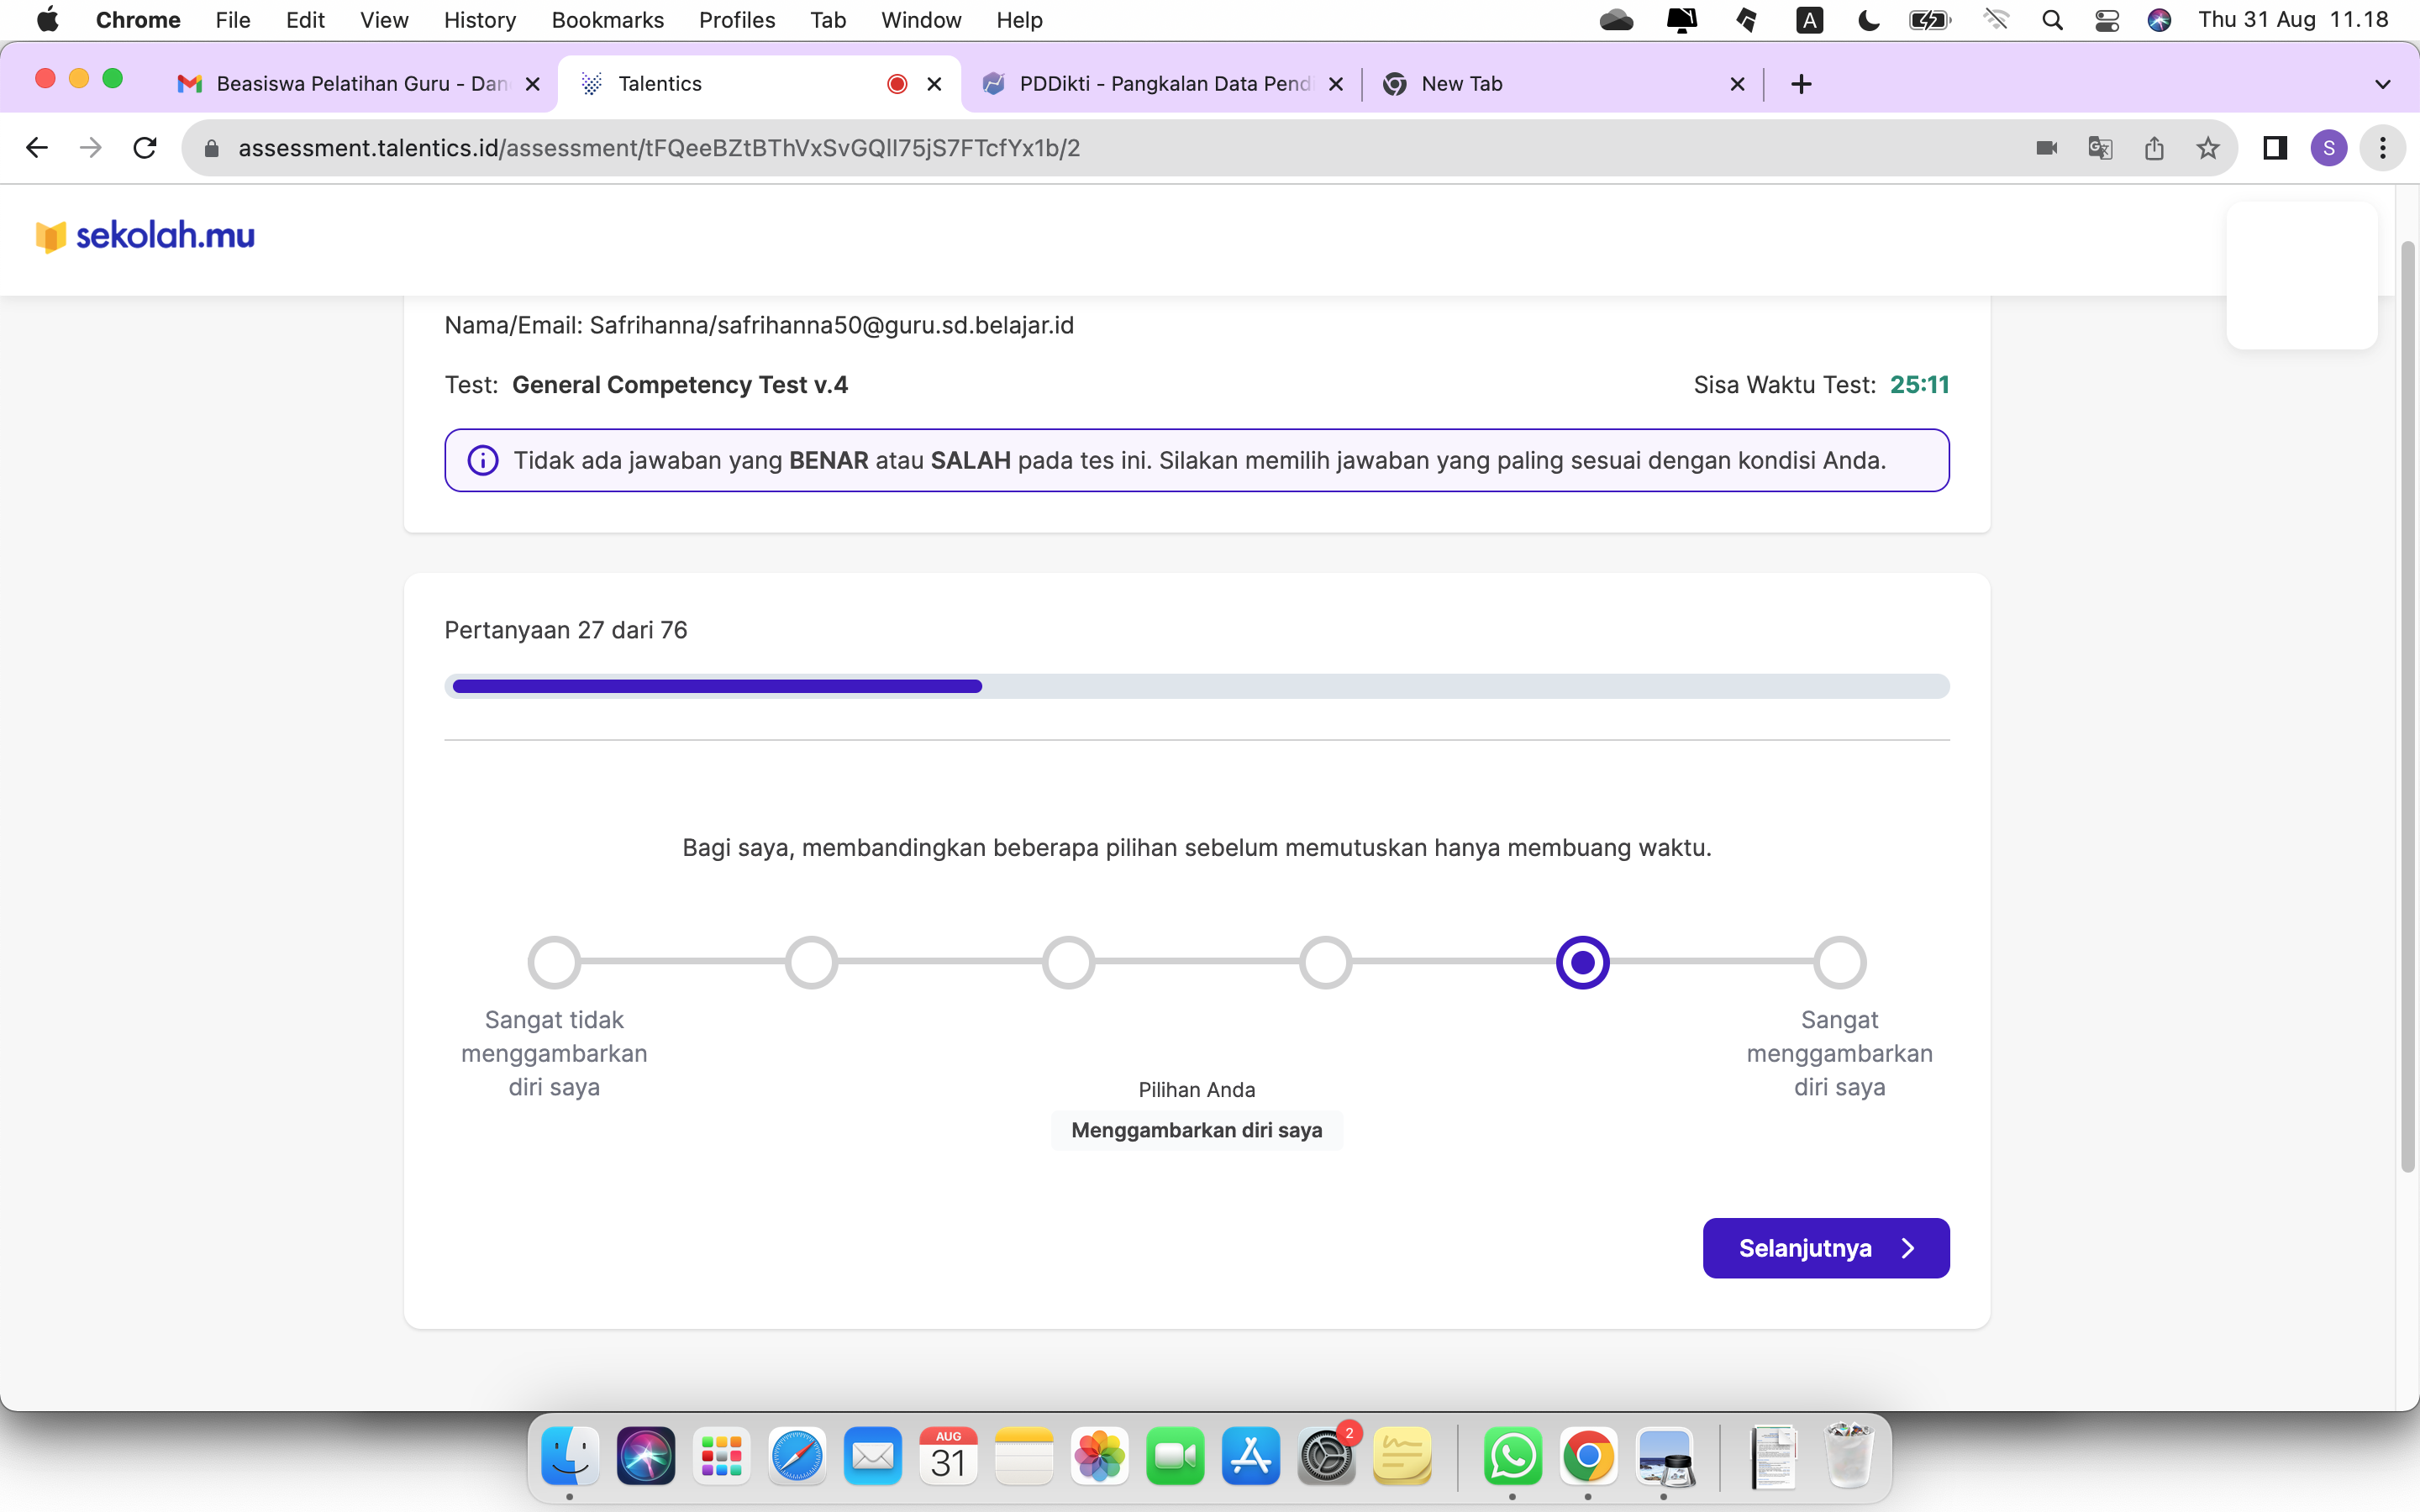 Chrome File Edit View History Bookmarks Profiles Tab Window Help A Thu 31 Aug 11.18
Beasiswa Pelatihan Guru - Dan Talentics PDDikti - Pangkalan Data Pend New Tab
assessment.talentics.id/assessment/tFQeeBZtBThVxSvGQlI75jS7FTcfYx1b/2 S
sekolah.mu
Nama/Email: Safrihanna/safrihanna50@guru.sd.belajar.id
Test: General Competency Test v.4 Sisa Waktu Test: 25:11
Tidak ada jawaban yang BENAR atau SALAH pada tes ini. Silakan memilih jawaban yang paling sesuai dengan kondisi Anda.
Pertanyaan 27 dari 76
Bagi saya, membandingkan beberapa pilihan sebelum memutuskan hanya membuang waktu.
Sangat tidak
menggambarkan
diri saya
Sangat
menggambarkan
diri saya
Pilihan Anda
Menggambarkan diri saya
Selanjutnya
AUG
31
2